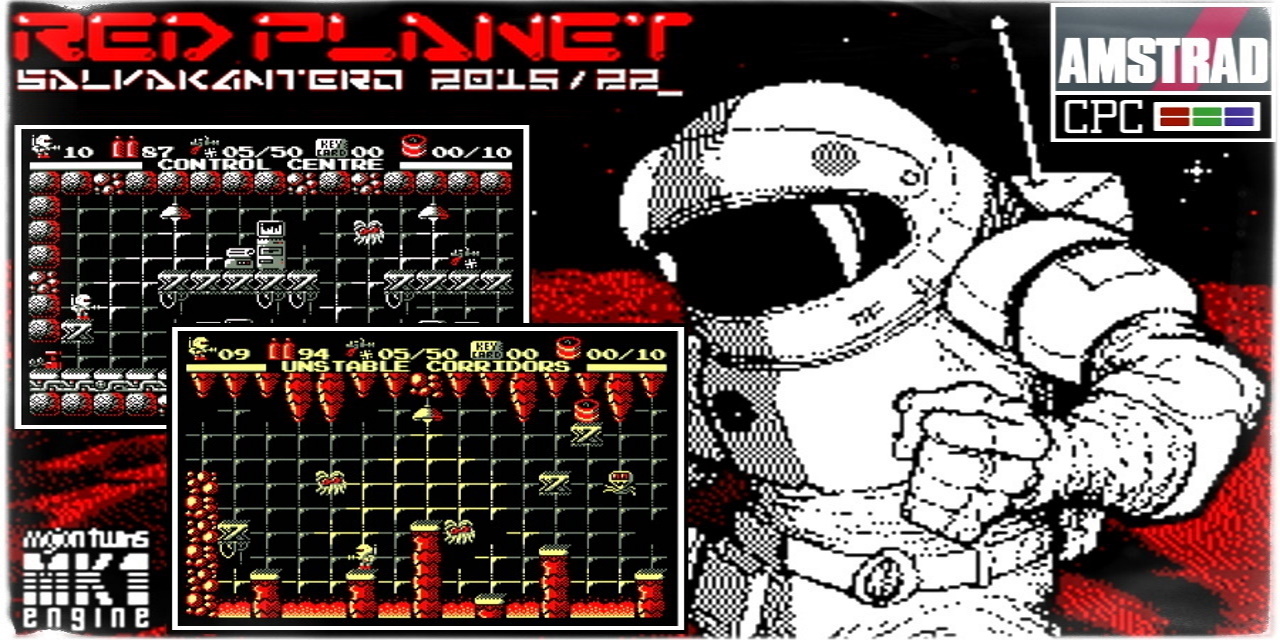 RED PLANET
SALVAKANTERO 2015/22_
AMSTRAD
CPC
10 87 05/50 KEY CARD 00 00/10
CONTROL CENTRE
09 94 05/50 KEY CARD 00 00/10
UNSTABLE CORRIDORS
mojon twins
MK1
engine